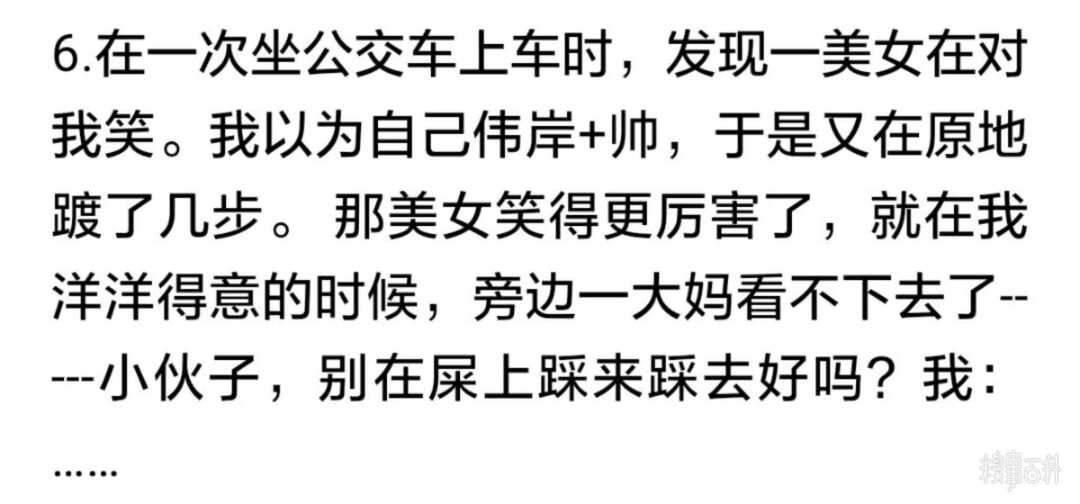 6.在一次坐公交车上车时，发现一美女在对
我笑。我以为自己伟岸+帅，于是又在原地
踱了几步。 那美女笑得更厉害了，就在我
洋洋得意的时候，旁边一大妈看不下去了--
---小伙子，别在屎上踩来踩去好吗？我：
……